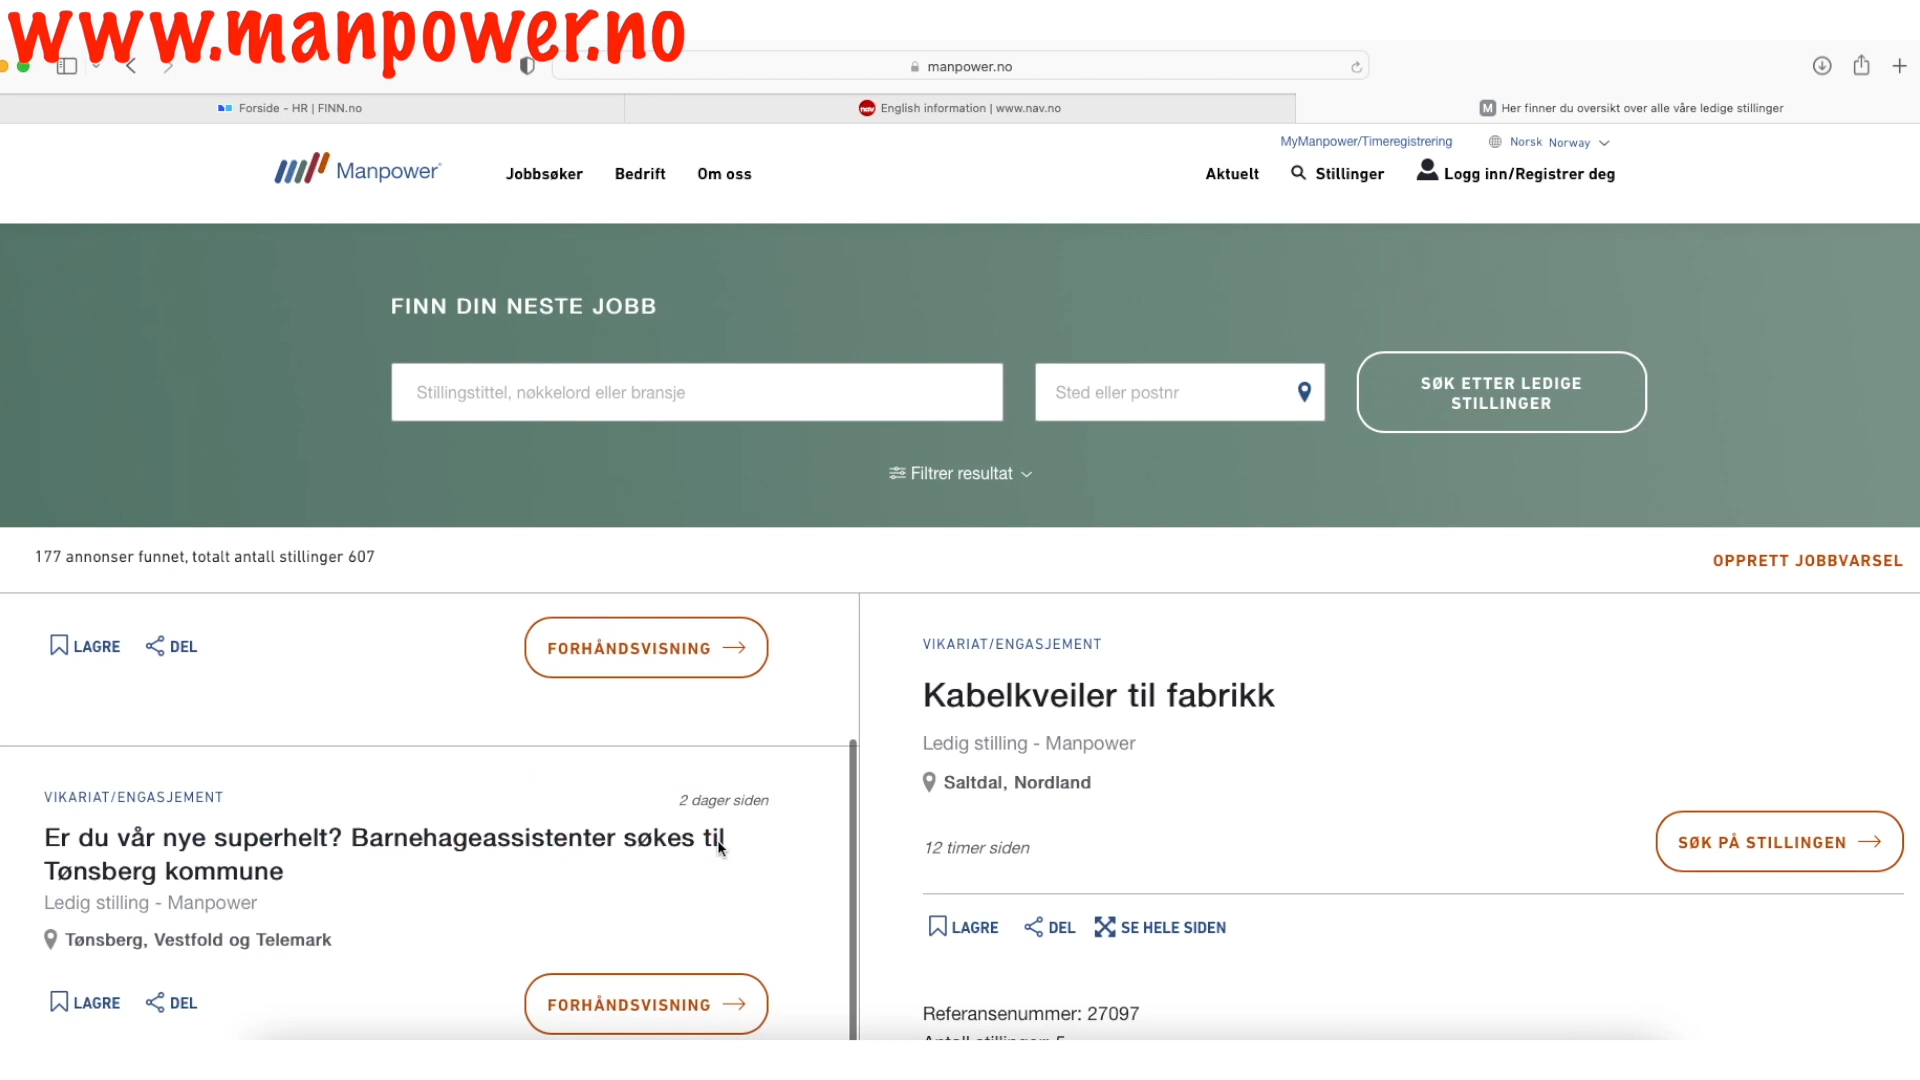 www.manpower.no
manpower.no
Forside - HR | FINN.no
nav English information | www.nav.no
M Her finner du oversikt over alle våre ledige stillinger
MyManpower/Timeregistrering Norsk Norway
Manpower Jobbsøker Bedrift Om oss Aktuelt Stillinger Logg inn/Registrer deg
FINN DIN NESTE JOBB
Stillingstittel, nøkkelord eller bransje
Sted eller postnr
SØK ETTER LEDIGE
STILLINGER
Filtrer resultat
177 annonser funnet, totalt antall stillinger 607
OPPRETT JOBBVARSEL
LAGRE DEL FORHÅNDSVISNING
VIKARIAT/ENGASJEMENT
2 dager siden
Er du vår nye superhelt? Barnehageassistenter søkes til
Tønsberg kommune
Ledig stilling - Manpower
Tønsberg, Vestfold og Telemark
LAGRE DEL FORHÅNDSVISNING
VIKARIAT/ENGASJEMENT
Kabelkveiler til fabrikk
Ledig stilling - Manpower
Saltdal, Nordland
12 timer siden
SØK PÅ STILLINGEN
LAGRE DEL SE HELE SIDEN
Referansenummer: 27097
Antall stillinger: 5